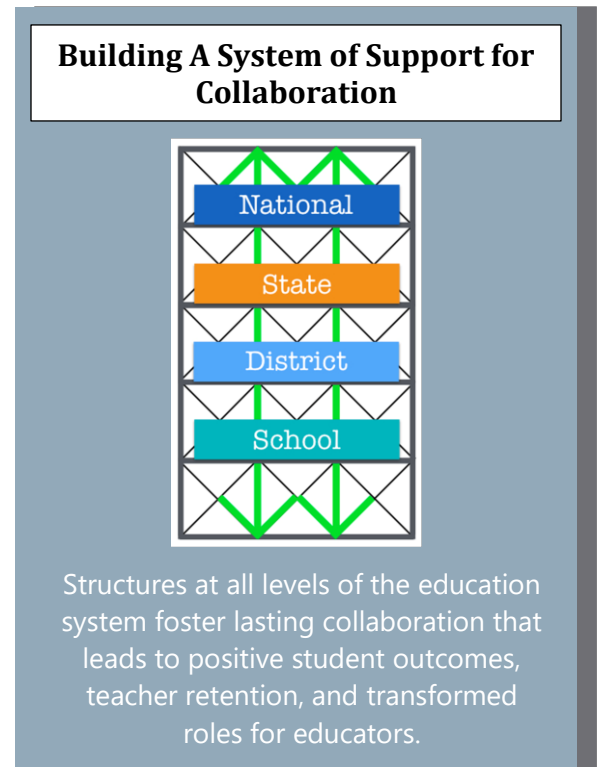 Building A System of Support for
Collaboration
National
State
District
School
Structures at all levels of the education
system foster lasting collaboration that
leads to positive student outcomes,
teacher retention, and transformed
roles for educators.